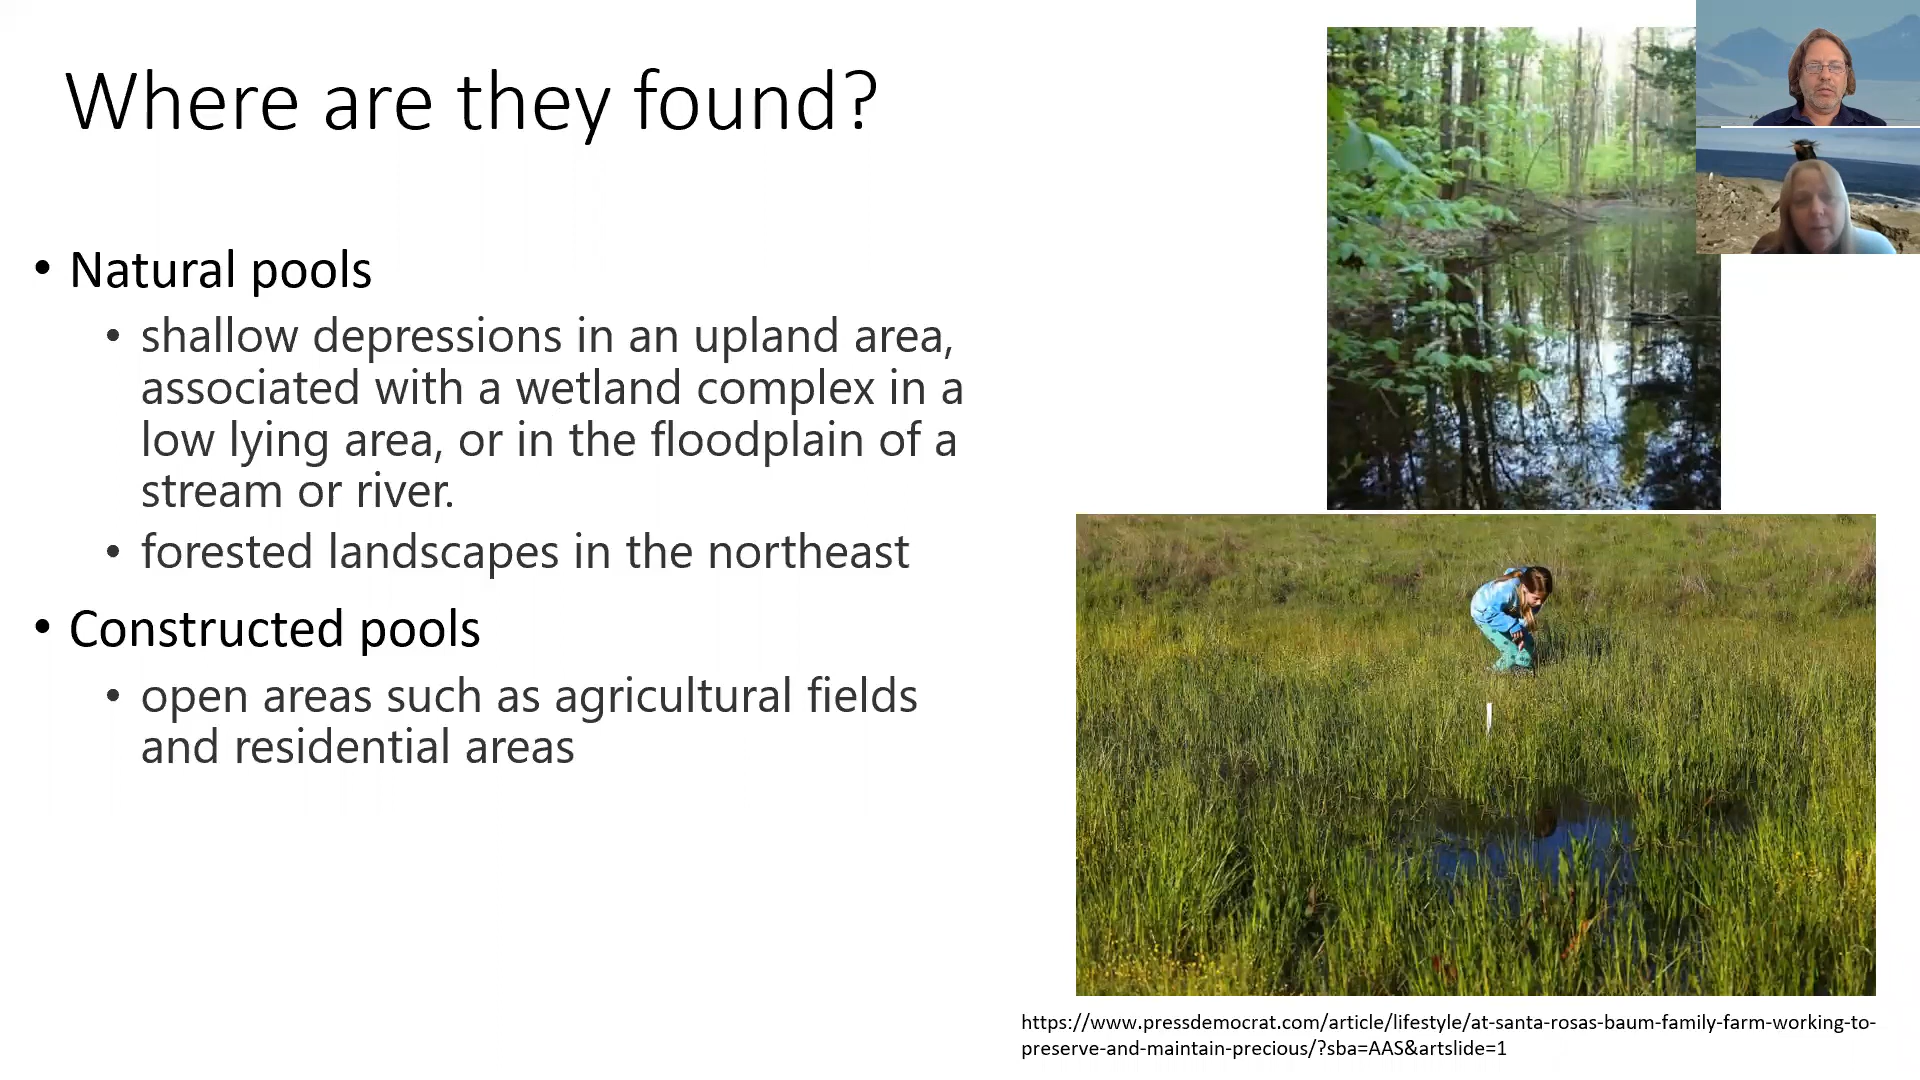 Where are they found?
• Natural pools
• shallow depressions in an upland area,
associated with a wetland complex in a
low lying area, or in the floodplain of a
stream or river.
• forested landscapes in the northeast
• Constructed pools
• open areas such as agricultural fields
and residential areas
https://www.pressdemocrat.com/article/lifestyle/at-santa-rosas-baum-family-farm-working-to-
preserve-and-maintain-precious/?sba=AAS&artslide=1